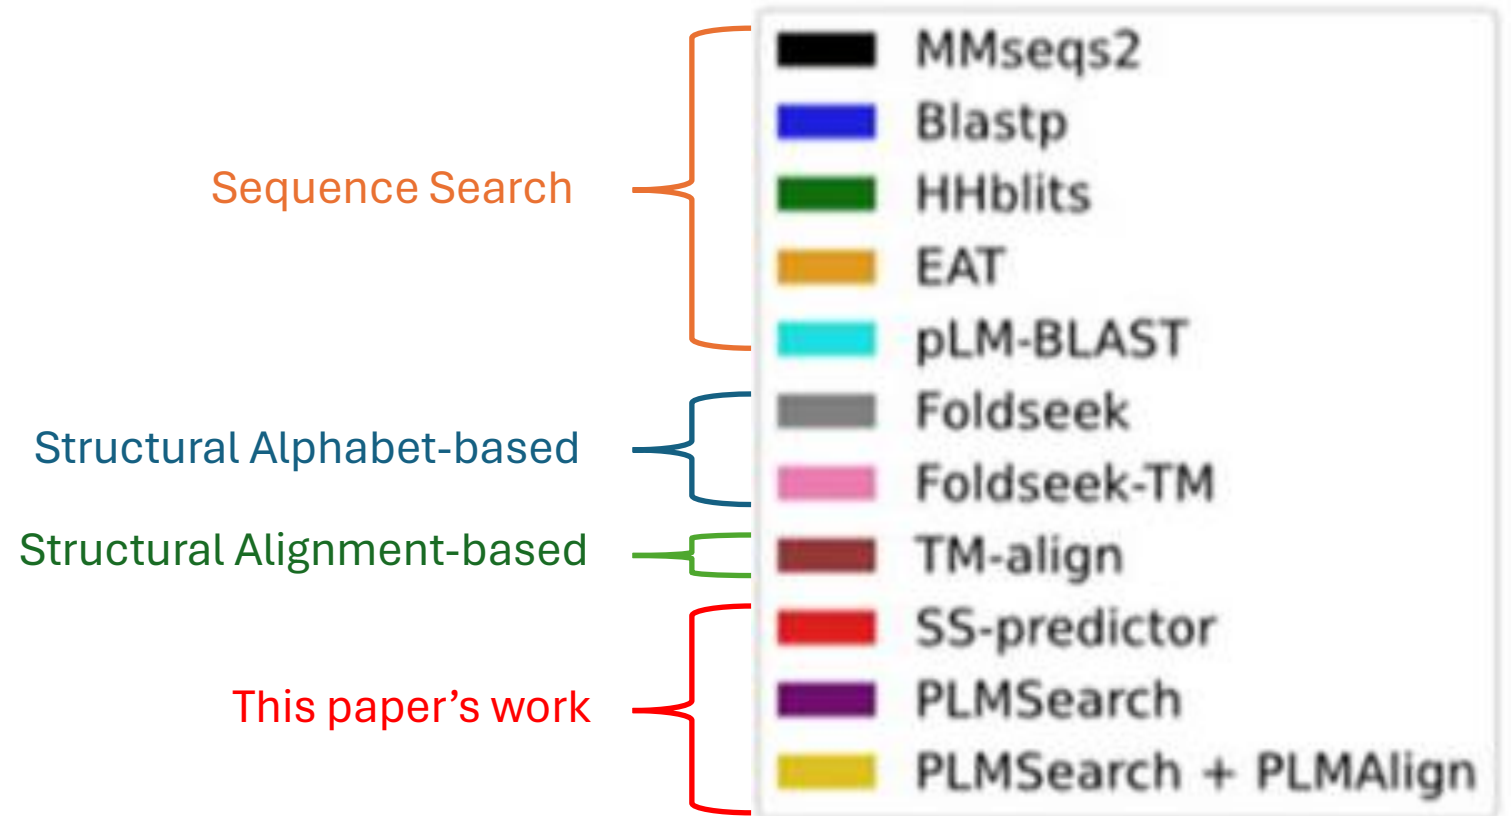 Sequence Search
Structural Alphabet-based
Structural Alignment-based
This paper’s work
MMseqs2
Blastp
HHblits
EAT
pLM-BLAST
Foldseek
Foldseek-TM
TM-align
SS-predictor
PLMSearch
PLMSearch + PLMAlign